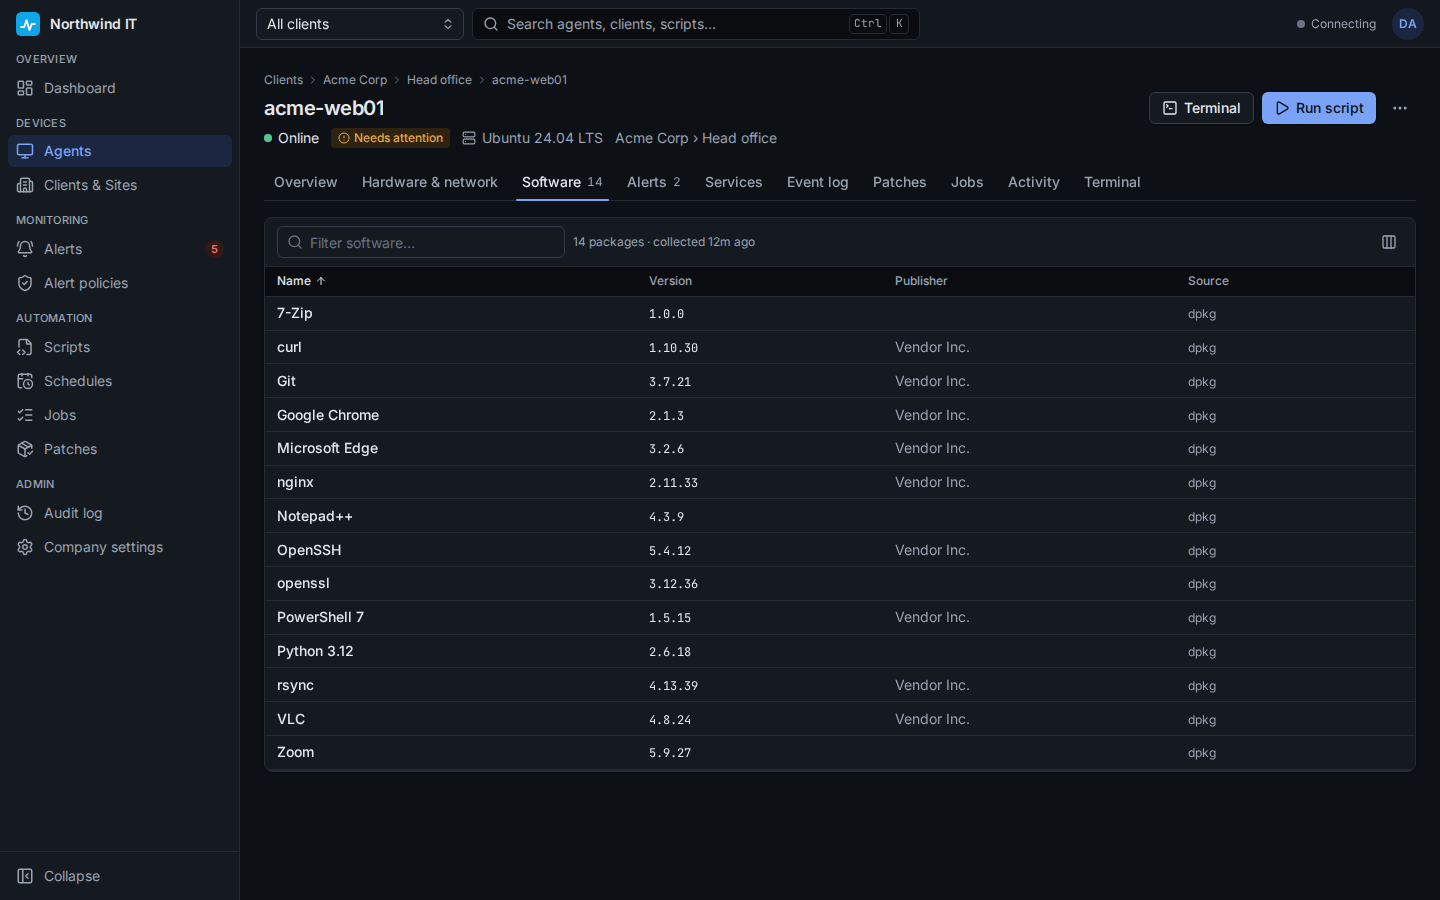 Northwind IT
All clients
Search agents, clients, scripts...
Ctrl K
Connecting
DA
OVERVIEW
Dashboard
DEVICES
Agents
Clients & Sites
MONITORING
Alerts 5
Alert policies
AUTOMATION
Scripts
Schedules
Jobs
Patches
ADMIN
Audit log
Company settings
Collapse
Clients > Acme Corp > Head office > acme-web01
acme-web01
Terminal
Run script
Online Needs attention Ubuntu 24.04 LTS Acme Corp › Head office
Overview Hardware & network Software 14 Alerts 2 Services Event log Patches Jobs Activity Terminal
Filter software... 14 packages · collected 12m ago
Name ↑ Version Publisher Source
7-Zip 1.0.0 dpkg
curl 1.10.30 Vendor Inc. dpkg
Git 3.7.21 Vendor Inc. dpkg
Google Chrome 2.1.3 Vendor Inc. dpkg
Microsoft Edge 3.2.6 Vendor Inc. dpkg
nginx 2.11.33 Vendor Inc. dpkg
Notepad++ 4.3.9 dpkg
OpenSSH 5.4.12 Vendor Inc. dpkg
openssl 3.12.36 dpkg
PowerShell 7 1.5.15 Vendor Inc. dpkg
Python 3.12 2.6.18 dpkg
rsync 4.13.39 Vendor Inc. dpkg
VLC 4.8.24 Vendor Inc. dpkg
Zoom 5.9.27 dpkg